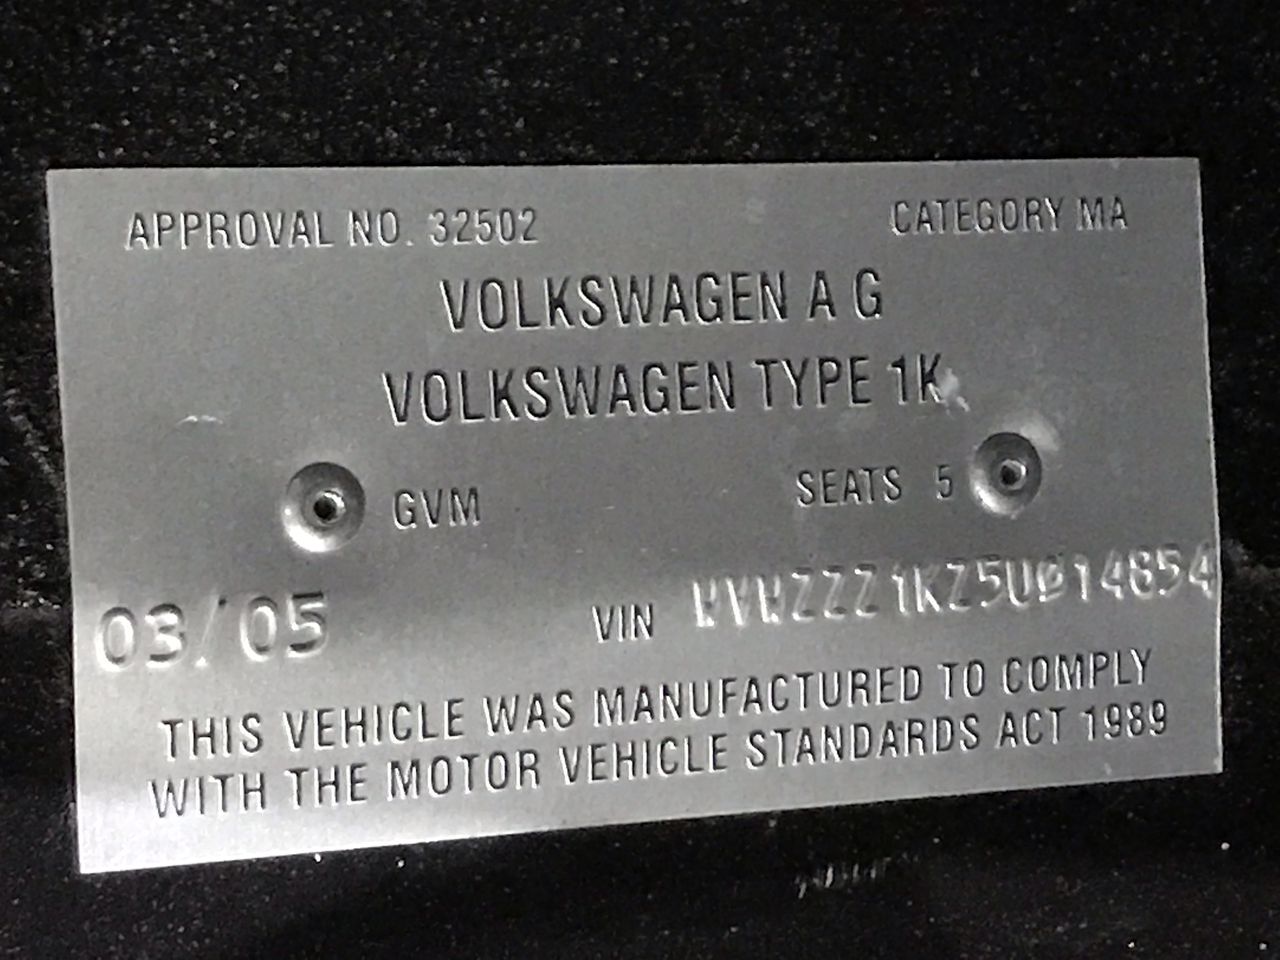 APPROVAL NO. 32502 CATEGORY MA
VOLKSWAGEN A G
VOLKSWAGEN TYPE 1K
GVM SEATS 5
03/05 VIN WVWZZZ1KZ5U014854
THIS VEHICLE WAS MANUFACTURED TO COMPLY
WITH THE MOTOR VEHICLE STANDARDS ACT 1989